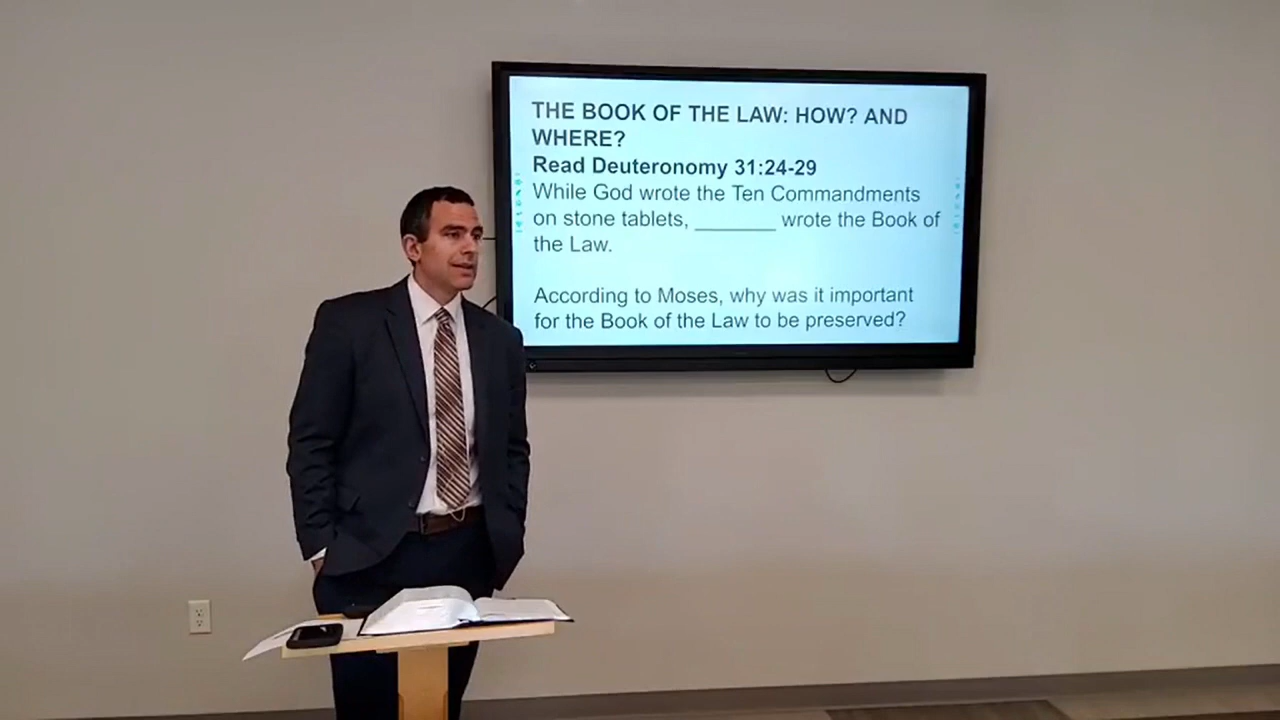 THE BOOK OF THE LAW: HOW? AND
WHERE?
Read Deuteronomy 31:24-29
While God wrote the Ten Commandments
on stone tablets, _______ wrote the Book of
the Law.
According to Moses, why was it important
for the Book of the Law to be preserved?